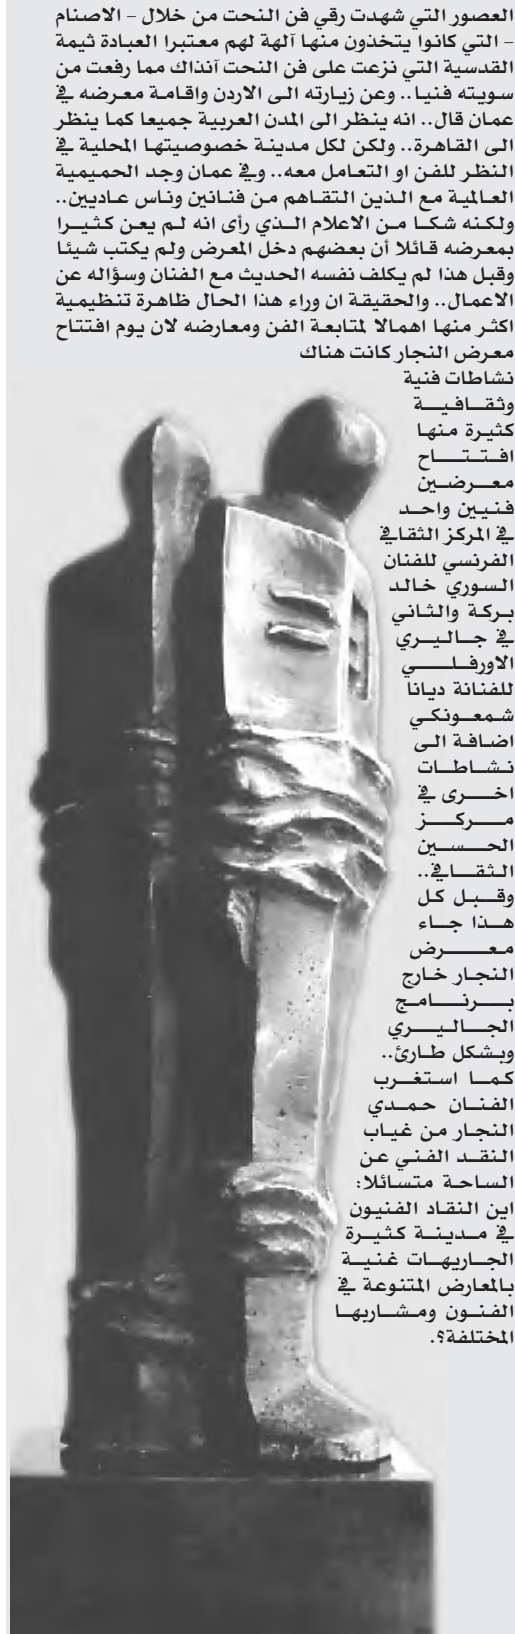 العصور التي شهدت رقي فن النحت من خلال - الاصنام
- التي كانوا يتخذون منها آلهة لهم معتبرا العبادة ثيمة
القدسية التي نزعت على فن النحت آنذاك مما رفعت من
سويته فنيا.. وعن زيارته الى الاردن واقامة معرضه في
عمان قال.. انه ينظر الى المدن العربية جميعا كما ينظر
الى القاهرة.. ولكن لكل مدينة خصوصيتها المحلية في
النظر للفن او التعامل معه.. وفي عمان وجد الحميمية
العالمية مع الذين التقاهم من فنانين وناس عاديين..
ولكنه شكا من الاعلام الذي رأى انه لم يعن كثيرا
بمعرضه قائلا أن بعضهم دخل المعرض ولم يكتب شيئا
وقبل هذا لم يكلف نفسه الحديث مع الفنان وسؤاله عن
الاعمال.. والحقيقة ان وراء هذا الحال ظاهرة تنظيمية
اكثر منها اهمالا لمتابعة الفن ومعارضه لان يوم افتتاح
معرض النجار كانت هناك
نشاطات فنية
وثقافية
كثيرة منها
افتتاح
معرضين
فنيين واحد
في المركز الثقافي
الفرنسي للفنان
السوري خالد
بركة والثاني
في جاليري
الاورفلي
للفنانة ديانا
شمعونكي
اضافة الى
نشاطات
اخرى في
مركز
الحسين
الثقافي..
وقبل كل
هذا جاء
معرض
النجار خارج
برنامج
الجاليري
وبشكل طارئ..
كما استغرب
الفنان حمدي
النجار من غياب
النقد الفني عن
الساحة متسائلا:
اين النقاد الفنيون
في مدينة كثيرة
الجاريهات غنية
بالمعارض المتنوعة في
الفنون ومشاربها
المختلفة؟.